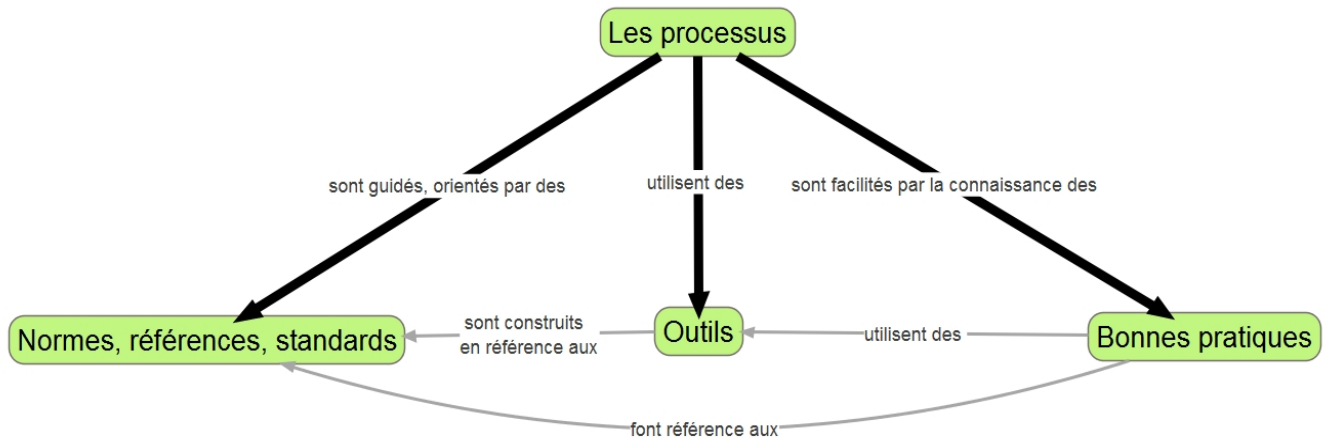 Les processus
sont guidés, orientés par des
utilisent des
sont facilités par la connaissance des
Normes, références, standards
sont construits
en référence aux
Outils
utilisent des
Bonnes pratiques
font référence aux